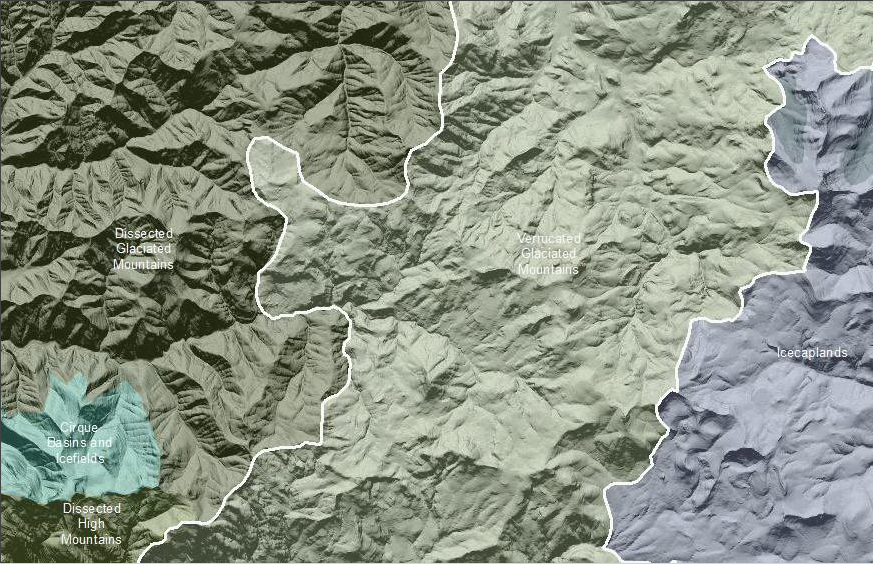 Dissected
Glaciated
Mountains
Verrucated
Glaciated
Mountains
Icecaplands
Cirque
Basins and
Icefields
Dissected
High
Mountains